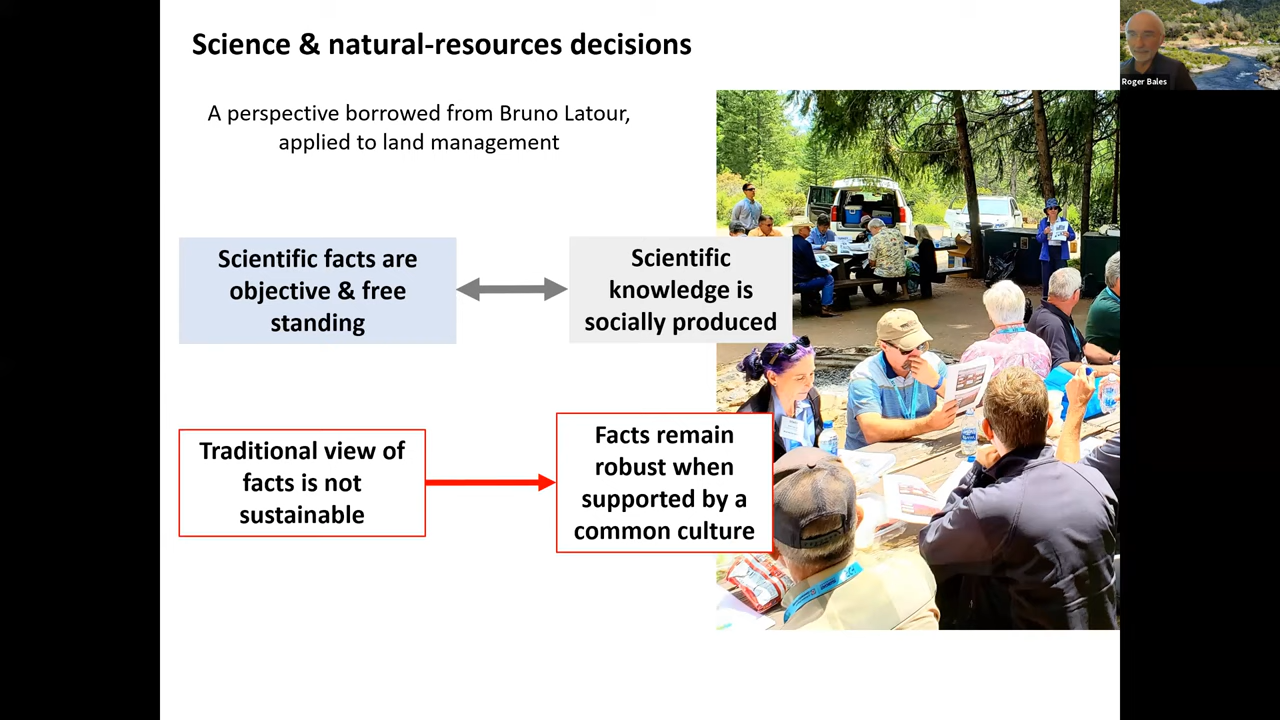 Science & natural-resources decisions
A perspective borrowed from Bruno Latour,
applied to land management
Scientific facts are
objective & free
standing
Scientific
knowledge is
socially produced
Traditional view of
facts is not
sustainable
Facts remain
robust when
supported by a
common culture
Roger Bales